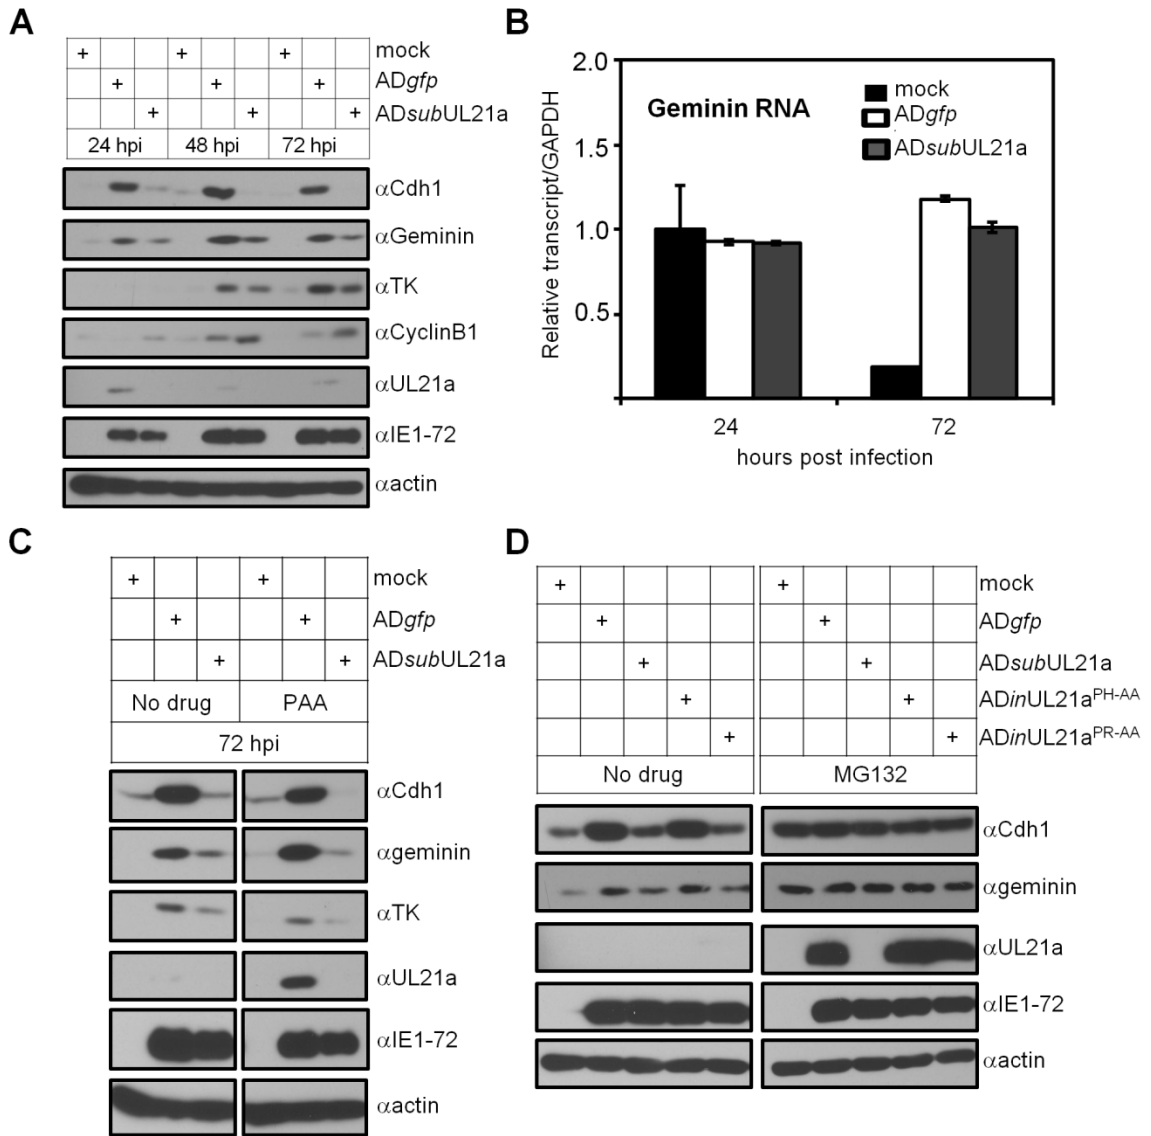 A
+ + + mock
+ + + ADgfp
+ + + ADsubUL21a
24 hpi 48 hpi 72 hpi
αCdh1
αGeminin
αTK
αCyclinB1
αUL21a
αIE1-72
αactin
B
Relative transcript/GAPDH
2.0
1.5
1.0
0.5
Geminin RNA
mock
ADgfp
ADsubUL21a
24 72
hours post infection
C
+ + mock
+ + ADgfp
+ + ADsubUL21a
No drug PAA
72 hpi
αCdh1
αgeminin
αTK
αUL21a
αIE1-72
αactin
D
+ + mock
+ + ADgfp
+ + ADsubUL21a
+ + ADinUL21aPH-AA
+ + ADinUL21aPR-AA
No drug MG132
αCdh1
αgeminin
αUL21a
αIE1-72
αactin